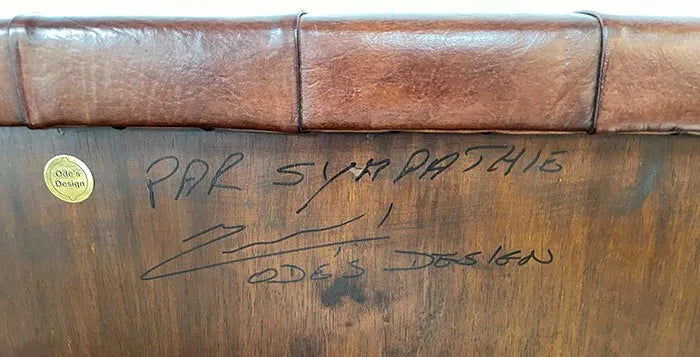 Ode's
Design
PAR SYMPATHIE
ODE'S DESIGN